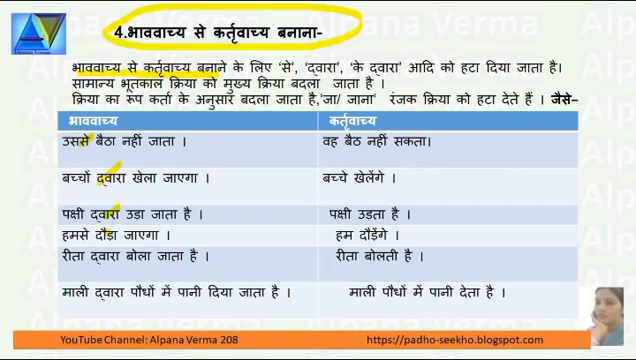 4.भाववाच्य से कर्तृवाच्य बनाना-
भाववाच्य से कर्तृवाच्य बनाने के लिए 'से', 'द्वारा', 'के द्वारा' आदि को हटा दिया जाता है।
सामान्य भूतकाल क्रिया को मुख्य क्रिया बदला जाता है ।
क्रिया का रूप कर्ता के अनुसार बदला जाता है,'जा/ जाना' रंजक क्रिया को हटा देते हैं । जैसे–
भाववाच्य कर्तृवाच्य
उससे बैठा नहीं जाता । वह बैठ नहीं सकता।
बच्चों द्वारा खेला जाएगा । बच्चे खेलेंगे ।
पक्षी द्वारा उड़ा जाता है । पक्षी उड़ता है ।
हमसे दौड़ा जाएगा । हम दौड़ेंगे ।
रीता द्वारा बोला जाता है । रीता बोलती है ।
माली द्वारा पौधों में पानी दिया जाता है । माली पौधों में पानी देता है ।
YouTube Channel: Alpana Verma 208 https://padho-seekho.blogspot.com